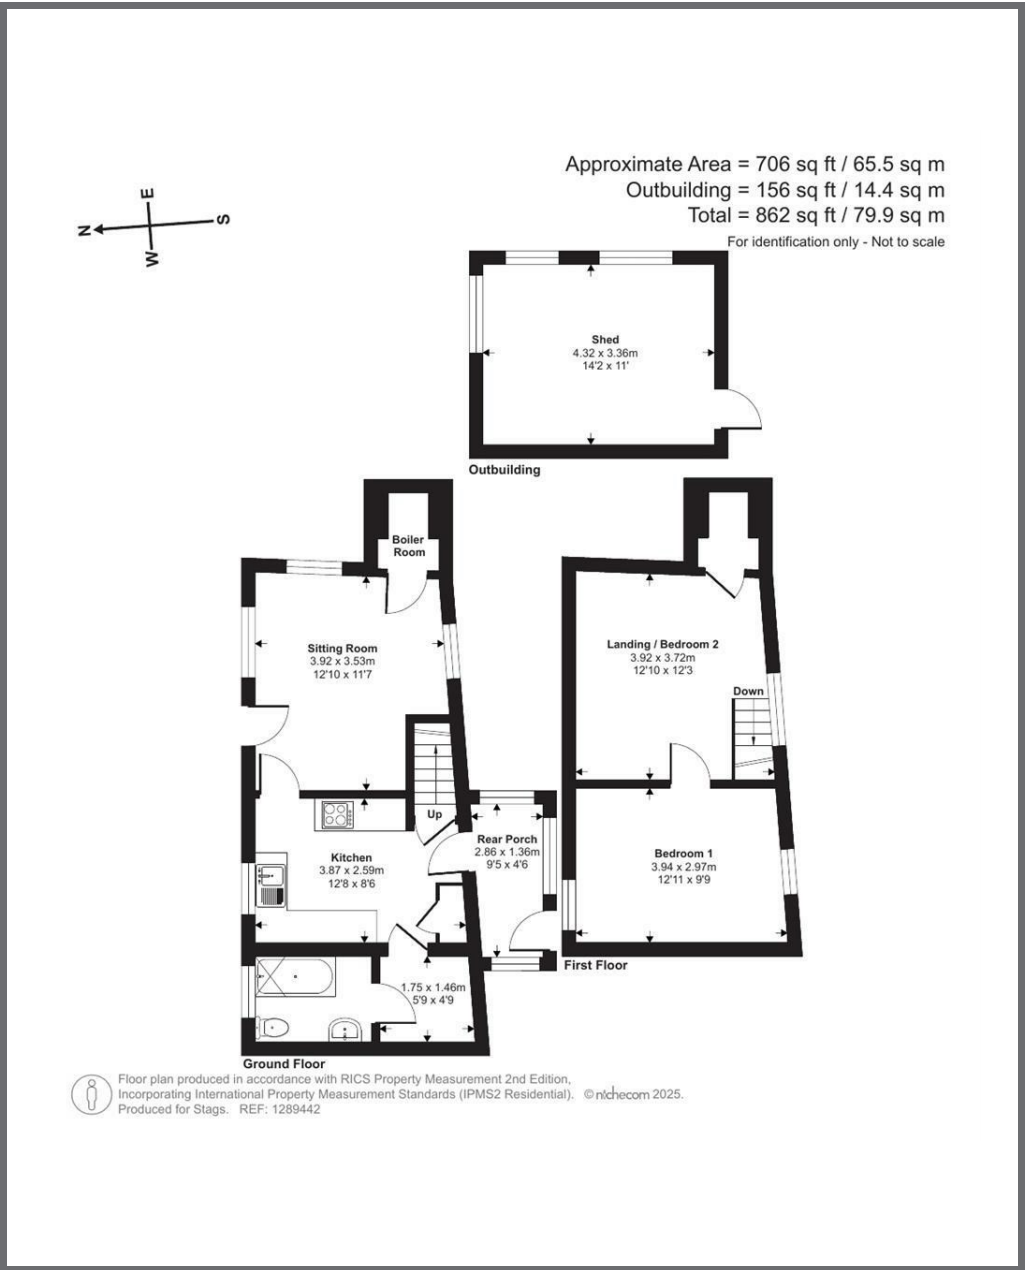 Approximate Area = 706 sq ft / 65.5 sq m
Outbuilding = 156 sq ft / 14.4 sq m
Total = 862 sq ft / 79.9 sq m
For identification only - Not to scale
E
N
S
W
Shed
4.32 x 3.36m
14'2 x 11'
Outbuilding
Boiler
Room
Sitting Room
3.92 x 3.53m
12'10 x 11'7
Landing / Bedroom 2
3.92 x 3.72m
12'10 x 12'3
Down
Up
Kitchen
3.87 x 2.59m
12'8 x 8'6
Rear Porch
2.86 x 1.36m
9'5 x 4'6
Bedroom 1
3.94 x 2.97m
12'11 x 9'9
First Floor
1.75 x 1.46m
5'9 x 4'9
Ground Floor
Floor plan produced in accordance with RICS Property Measurement 2nd Edition,
Incorporating International Property Measurement Standards (IPMS2 Residential). © nichecom 2025.
Produced for Stags. REF: 1289442